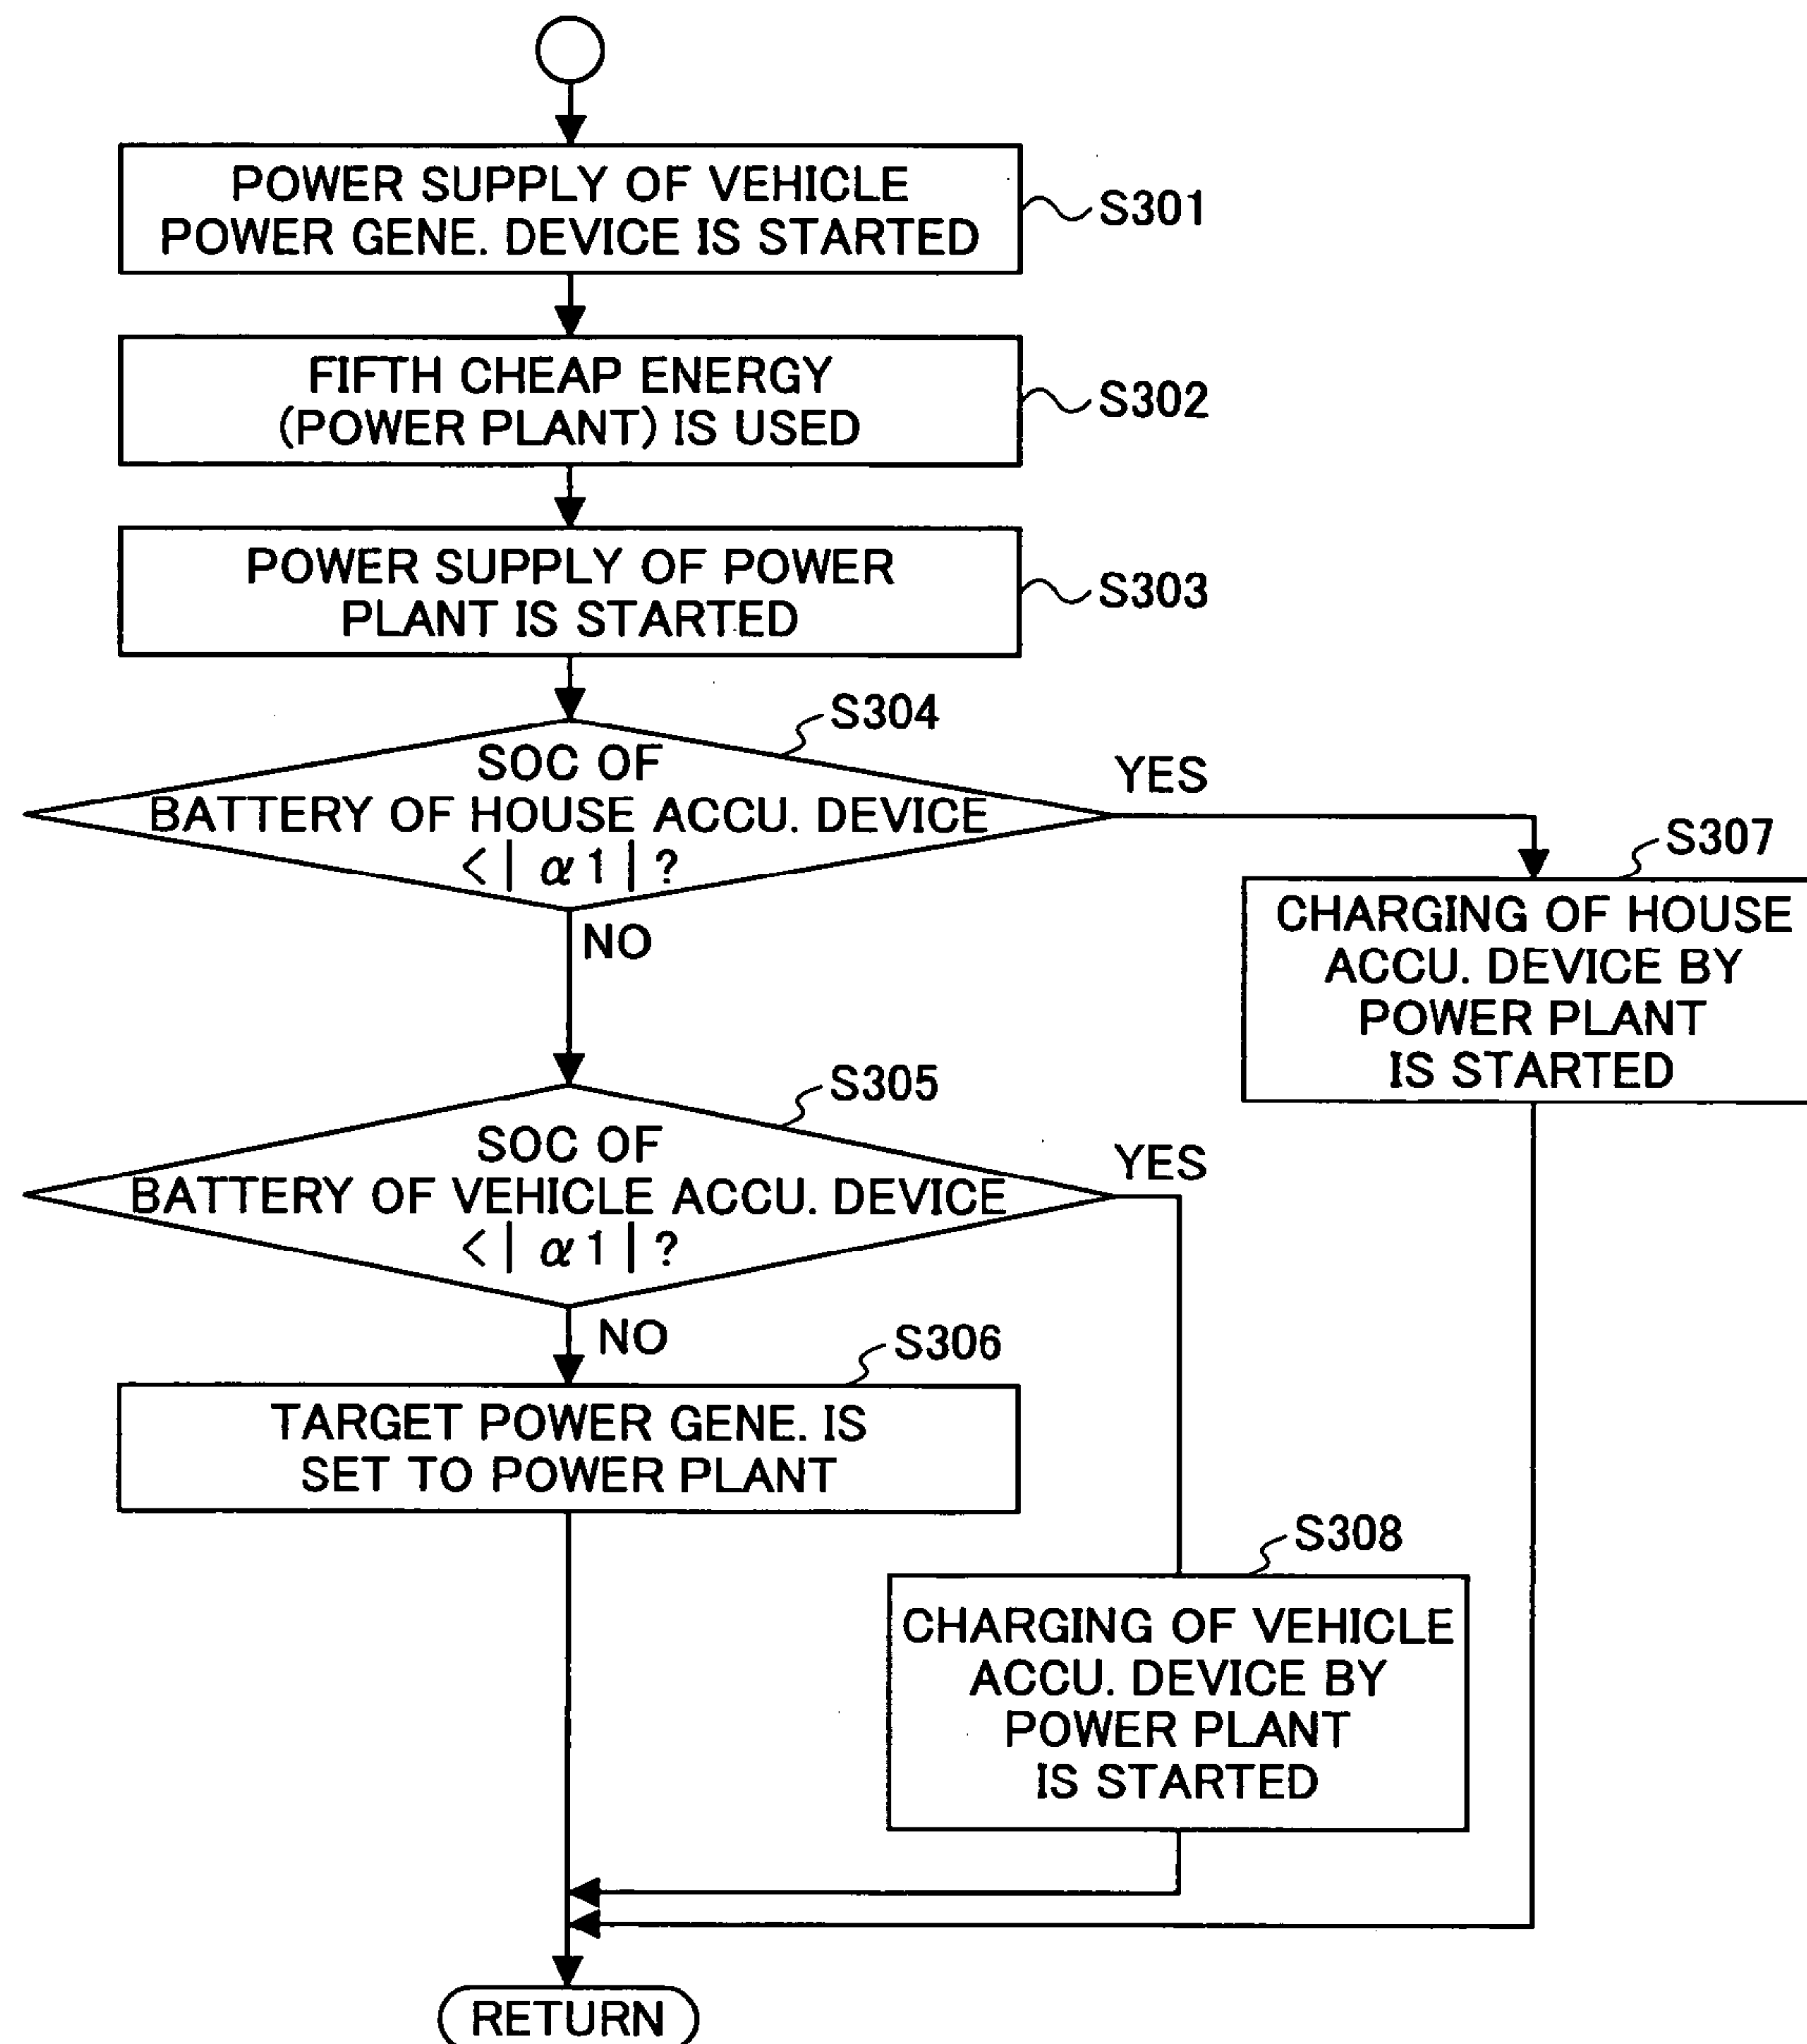 POWER SUPPLY OF VEHICLE
POWER GENE. DEVICE IS STARTED
S301
FIFTH CHEAP ENERGY
(POWER PLANT) IS USED
S302
POWER SUPPLY OF POWER
PLANT IS STARTED
S303
S304
SOC OF
BATTERY OF HOUSE ACCU. DEVICE
<| α1 | ?
YES
NO
S307
CHARGING OF HOUSE
ACCU. DEVICE BY
POWER PLANT
IS STARTED
S305
SOC OF
BATTERY OF VEHICLE ACCU. DEVICE
<| α1 | ?
YES
NO
S306
TARGET POWER GENE. IS
SET TO POWER PLANT
S308
CHARGING OF VEHICLE
ACCU. DEVICE BY
POWER PLANT
IS STARTED
RETURN